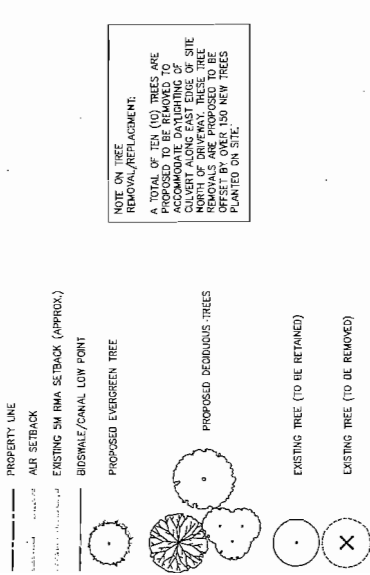 PROPERTY LINE
ALR SETBACK
EXISTING 5M RMA SETBACK (APPROX.)
BIOSWALE/CANAL LOW POINT
PROPOSED EVERGREEN TREE
PROPOSED DECIDUOUS TREES
EXISTING TREE (TO BE RETAINED)
EXISTING TREE (TO BE REMOVED)
NOTE ON TREE
REMOVAL/REPLACEMENT:
A TOTAL OF TEN (10) TREES ARE
PROPOSED TO BE REMOVED TO
ACCOMMODATE DAYLIGHTING OF
CULVERT ALONG EAST EDGE OF SITE
NORTH OF DRIVEWAY. THESE TREE
REMOVALS ARE PROPOSED TO BE
OFFSET BY OVER 1150 NEW TREES
PLANTED ON SITE.